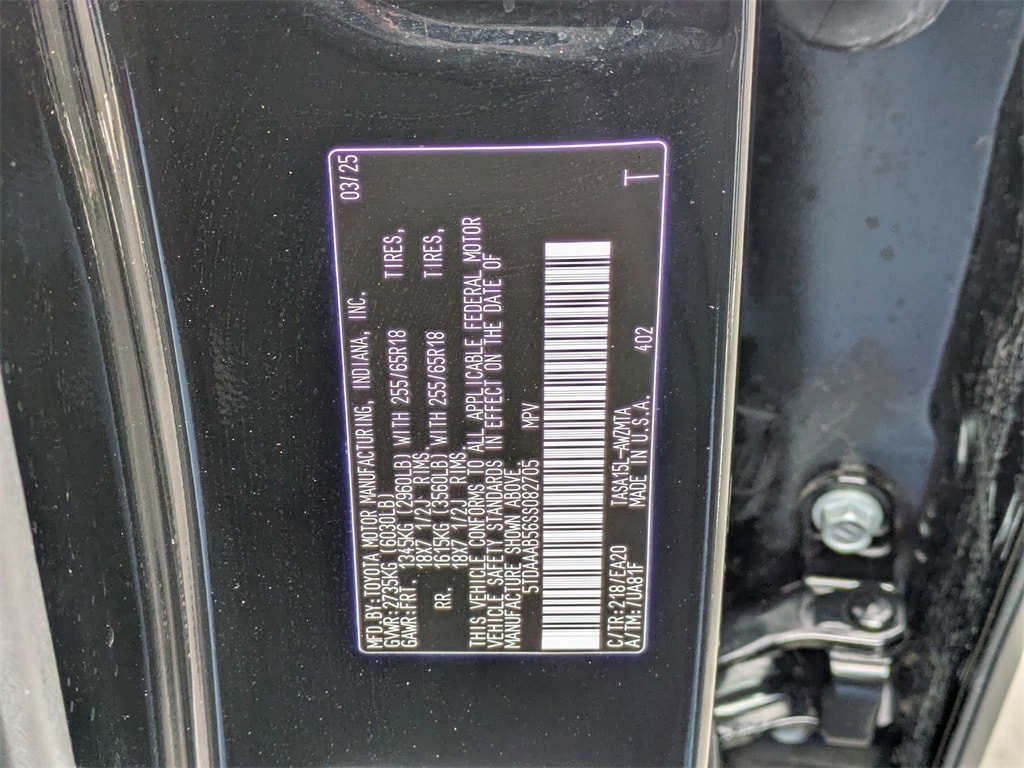 MFD.BY:TOYOTA MOTOR MANUFACTURING, INDIANA, INC. 03/25
GVWR:2735KG (6030LB)
GAWR:FRT. 1345KG (2960LB) WITH 255/65R18 TIRES,
18X7 1/2J RIMS.
RR. 1615KG (3560LB) WITH 255/65R18 TIRES,
18X7 1/2J RIMS.
THIS VEHICLE CONFORMS TO ALL APPLICABLE FEDERAL MOTOR
VEHICLE SAFETY STANDARDS IN EFFECT ON THE DATE OF
MANUFACTURE SHOWN ABOVE.
5TDAAAB56SS082705 MPV
T
C/TR:218/EA20 TASA15L-AWZMTA 402
A/TM:/UA81F MADE IN U.S.A.